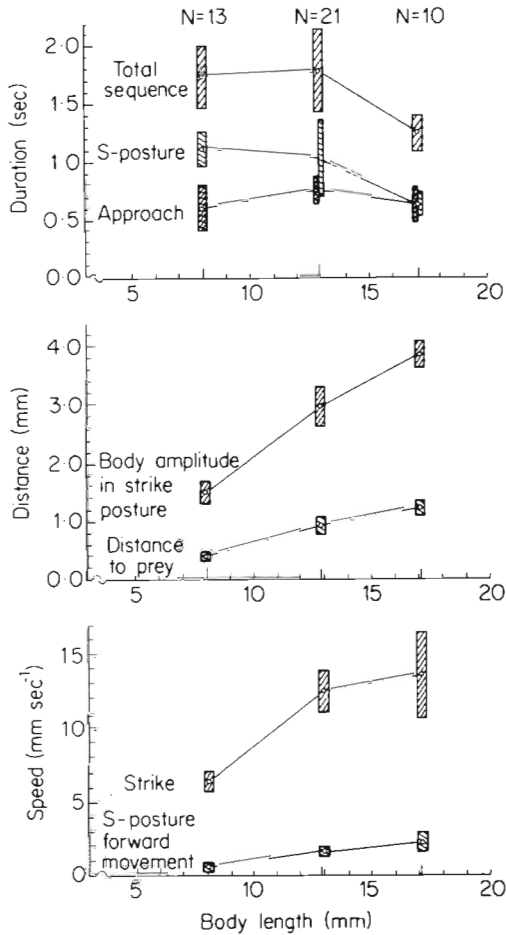 N=13 N=21 N=10
Duration (sec)
2·0
Total
sequence
1·5
S-posture
1·0
Approach
0·5
0·0
5 10 15 20
Distance (mm)
4·0
3·0
Body amplitude
in strike
posture
2·0
1·0
Distance
to prey
0·0
5 10 15 20
Speed (mm sec⁻¹)
15
10
Strike
5
S-posture
forward
movement
0
5 10 15 20
Body length (mm)